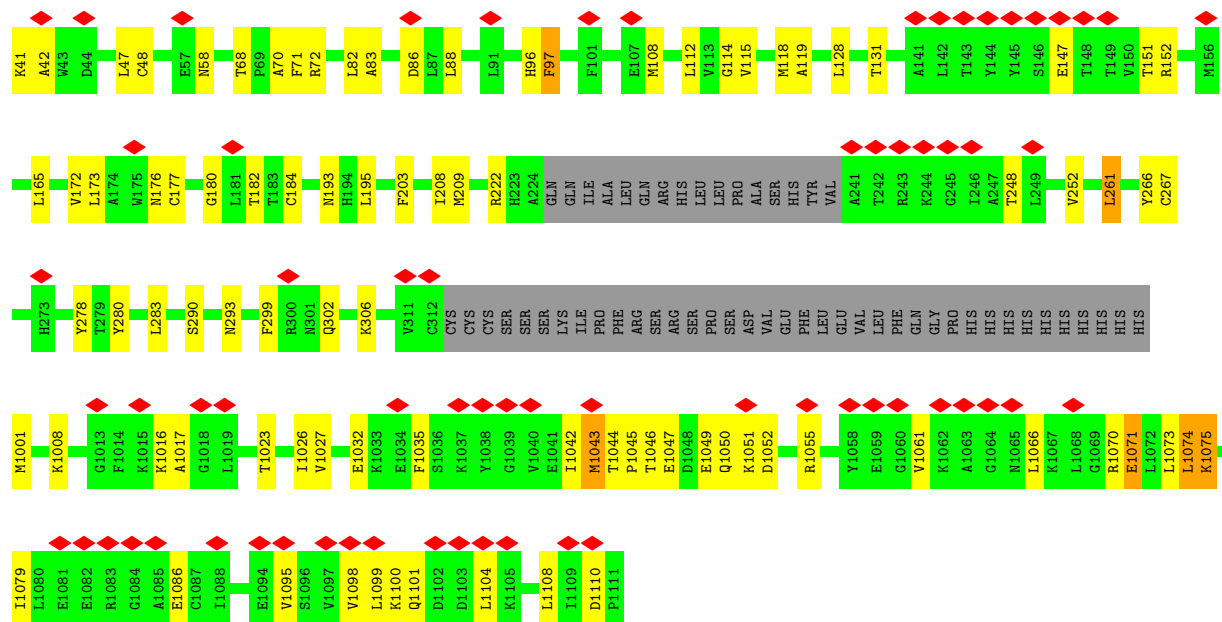 K41 A42 W43 D44 L47 C48 E57 N58 T68 P69 A70 F71 R72 L82 A83 D86 L87 L88 L91 H96 F97 F101 E107 M108 L112 V113 G114 V115 M118 A119 L128 T131 A141 L142 T143 Y144 Y145 S146 E147 T148 T149 V150 T151 R152 M156
L165 V172 L173 A174 W175 N176 C177 G180 L181 T182 T183 C184 N193 H194 L195 F203 I208 M209 R222 H223 A224 GLN GLN ILE ALA LEU GLN ARG HIS LEU LEU PRO ALA SER HIS TYR VAL A241 T242 R243 K244 G245 I246 A247 T248 L249 V252 L261 Y266 C267
H273 Y278 T279 Y280 L283 S290 N293 F299 R300 N301 Q302 K306 V311 C312 CYS CYS CYS SER SER SER LYS ILE PRO PHE ARG SER ARG SER PRO SER ASP VAL GLU PHE LEU GLU VAL LEU PHE GLN GLY PRO HIS HIS HIS HIS HIS HIS HIS HIS HIS HIS
M1001 K1008 G1013 F1014 K1015 K1016 A1017 G1018 L1019 T1023 I1026 V1027 E1032 K1033 E1034 F1035 S1036 K1037 Y1038 G1039 V1040 E1041 I1042 M1043 T1044 P1045 T1046 E1047 D1048 E1049 Q1050 K1051 D1052 R1055 Y1058 E1059 G1060 V1061 K1062 A1063 G1064 N1065 L1066 K1067 L1068 G1069 R1070 E1071 L1072 L1073 L1074 K1075
I1079 L1080 E1081 E1082 R1083 G1084 A1085 E1086 C1087 I1088 E1094 V1095 S1096 V1097 V1098 L1099 K1100 Q1101 D1102 D1103 L1104 K1105 L1108 I1109 D1110 P1111